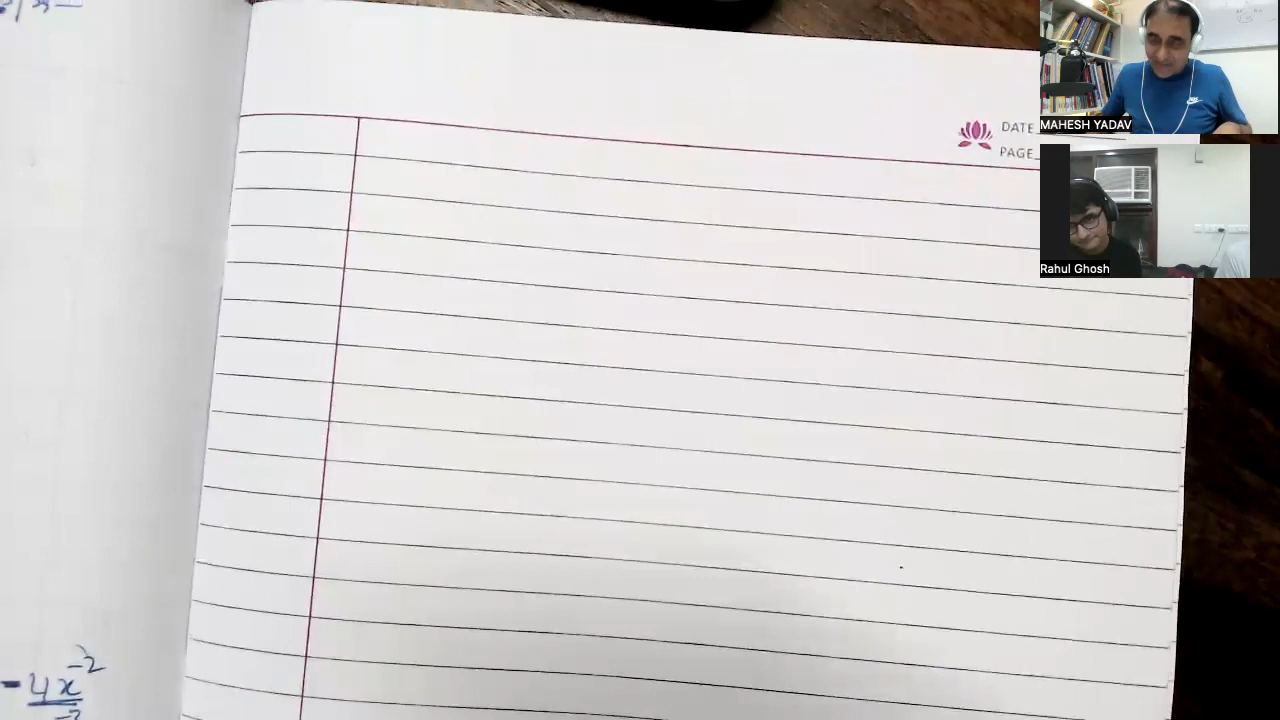 DATE
PAGE
MAHESH YADAV
Rahul Ghosh
- 4x⁻²